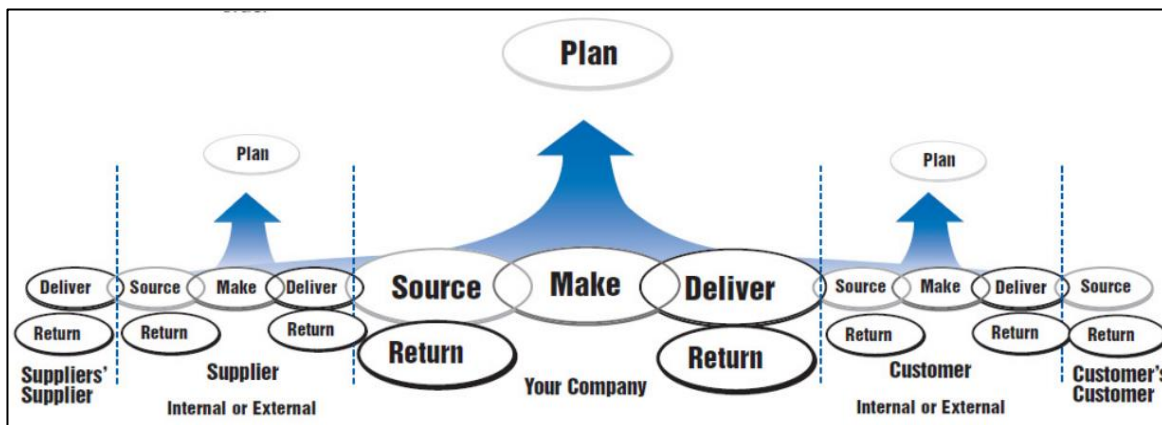 Plan
Plan
Plan
Source
Make
Deliver
Deliver
Source
Make
Deliver
Source
Make
Deliver
Source
Return
Return
Return
Return
Return
Return
Return
Return
Suppliers'
Supplier
Supplier
Internal or External
Your Company
Customer
Internal or External
Customer's
Customer